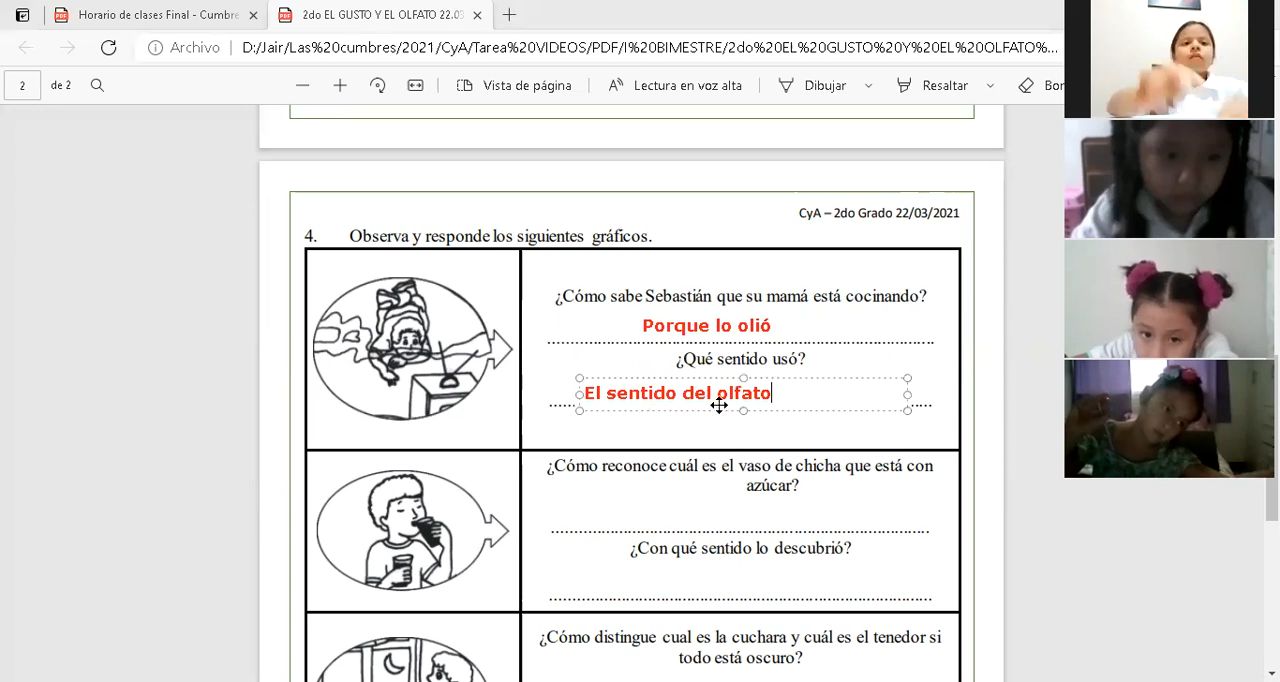 Horario de clases Final - Cumbre
2do EL GUSTO Y EL OLFATO 22.03
Archivo
D:/Jair/Las%20cumbres/2021/CyA/Tarea%20VIDEOS/PDF/I%20BIMESTRE/2do%20EL%20GUSTO%20Y%20EL%20OLFATO%...
2 de 2
Vista de página
Lectura en voz alta
Dibujar
Resaltar
Bor
CyA – 2do Grado 22/03/2021
4. Observa y responde los siguientes gráficos.
¿Cómo sabe Sebastián que su mamá está cocinando?
Porque lo olió
¿Qué sentido usó?
El sentido del olfato
¿Cómo reconoce cuál es el vaso de chicha que está con
azúcar?
¿Con qué sentido lo descubrió?
¿Cómo distingue cual es la cuchara y cuál es el tenedor si
todo está oscuro?